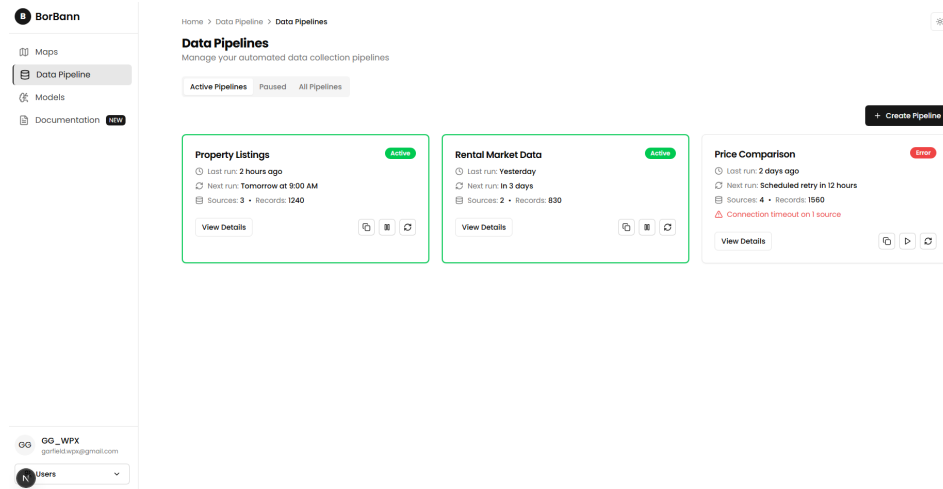 B BorBann
Maps
Data Pipeline
Models
Documentation NEW
GG GG_WPX
garfield.wpx@gmail.com
N Users
Home > Data Pipeline > Data Pipelines
Data Pipelines
Manage your automated data collection pipelines
Active Pipelines Paused All Pipelines
+ Create Pipeline
Property Listings Active
Last run: 2 hours ago
Next run: Tomorrow at 9:00 AM
Sources: 3 • Records: 1240
View Details
Rental Market Data Active
Last run: Yesterday
Next run: In 3 days
Sources: 2 • Records: 830
View Details
Price Comparison Error
Last run: 2 days ago
Next run: Scheduled retry in 12 hours
Sources: 4 • Records: 1560
Connection timeout on 1 source
View Details